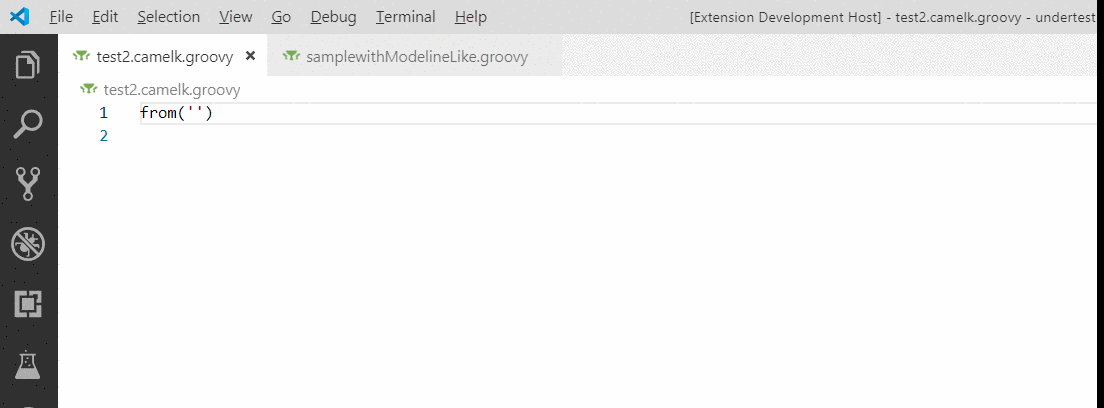 File Edit Selection View Go Debug Terminal Help [Extension Development Host] - test2.camelk.groovy - undertest
test2.camelk.groovy samplewithModelineLike.groovy
test2.camelk.groovy
1 from('')
2